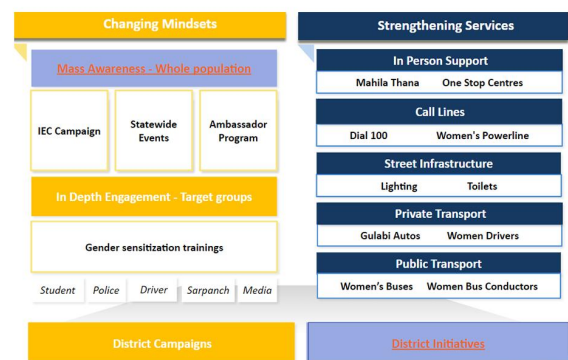 Changing Mindsets
Mass Awareness - Whole population
IEC Campaign
Statewide
Events
Ambassador
Program
In Depth Engagement - Target groups
Gender sensitization trainings
Student Police Driver Sarpanch Media
District Campaigns
Strengthening Services
In Person Support
Mahila Thana One Stop Centres
Call Lines
Dial 100 Women's Powerline
Street Infrastructure
Lighting Toilets
Private Transport
Gulabi Autos Women Drivers
Public Transport
Women's Buses Women Bus Conductors
District Initiatives